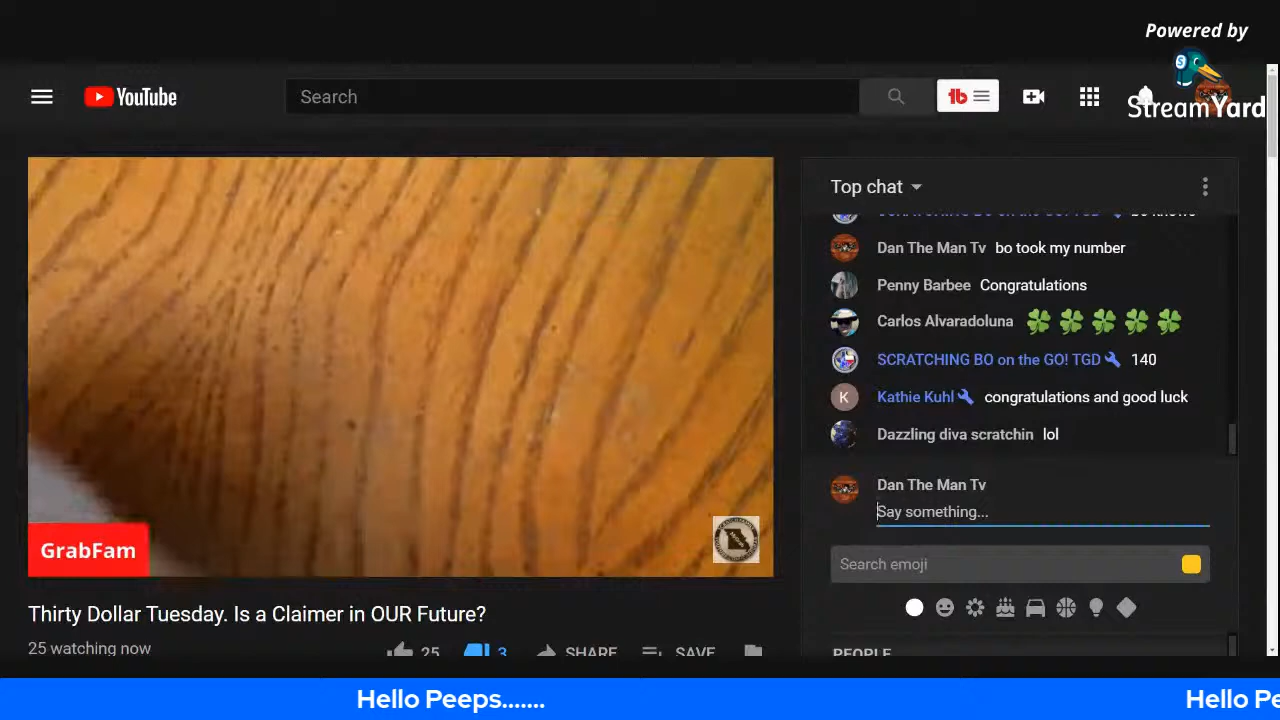 Powered by
StreamYard
YouTube
Search
Top chat
Dan The Man Tv bo took my number
Penny Barbee Congratulations
Carlos Alvaradoluna
SCRATCHING BO on the GO! TGD 140
K Kathie Kuhl congratulations and good luck
Dazzling diva scratchin lol
Dan The Man Tv
Say something...
Search emoji
PEOPLE
GrabFam
Thirty Dollar Tuesday. Is a Claimer in OUR Future?
25 watching now
25 3 SHARE SAVE
Hello Peeps....... Hello Pe